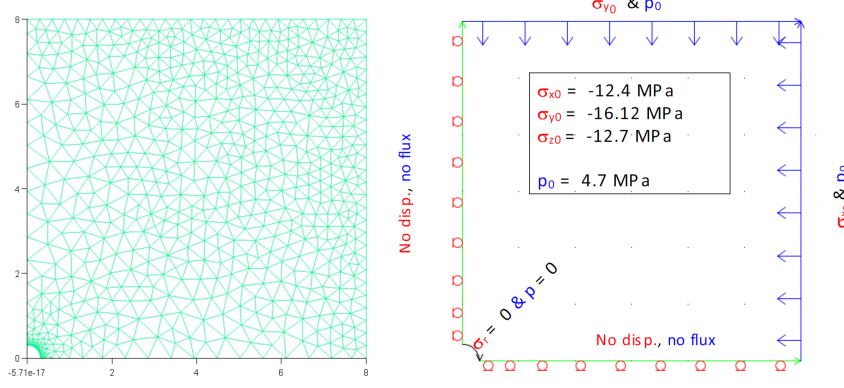 8
6
4
2
0
-5.71e-17
2
4
6
8
No disp., no flux
σy0 & p0
σx0 = -12.4 MPa
σy0 = -16.12 MPa
σz0 = -12.7 MPa
p0 = 4.7 MPa
σr = 0 & p = 0
No disp., no flux